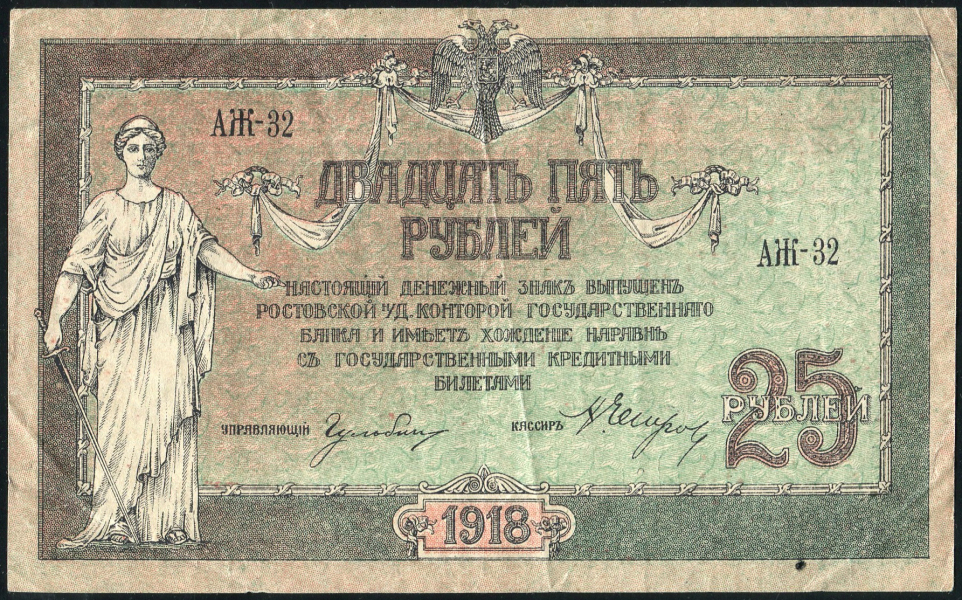 АЖ-32
ДВАДЦАТЬ ПЯТЬ
РУБЛЕЙ
АЖ-32
НАСТОЯЩІЙ ДЕНЕЖНЫЙ ЗНАКЪ ВЫПУЩЕНЪ
РОСТОВСКОЙ н/Д. КОНТОРОЙ ГОСУДАРСТВЕННАГО
БАНКА И ИМѢЕТЪ ХОЖДЕНІЕ НАРАВНѢ
СЪ ГОСУДАРСТВЕННЫМИ КРЕДИТНЫМИ
БИЛЕТАМИ
25
РУБЛЕЙ
УПРАВЛЯЮЩІЙ
КАССИРЪ
1918